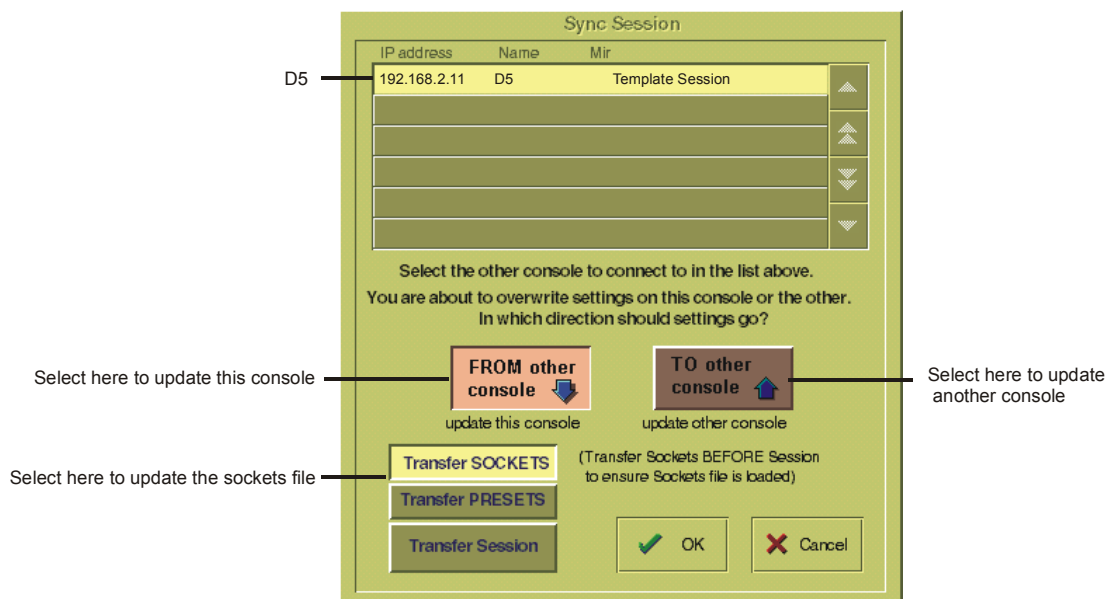 Sync Session
IP address Name Mir
D5
192.168.2.11 D5 Template Session
Select the other console to connect to in the list above.
You are about to overwrite settings on this console or the other.
In which direction should settings go?
Select here to update this console
FROM other
console
update this console
TO other
console
update other console
Select here to update
another console
Select here to update the sockets file
Transfer SOCKETS
(Transfer Sockets BEFORE Session
to ensure Sockets file is loaded)
Transfer PRESETS
Transfer Session
OK
Cancel